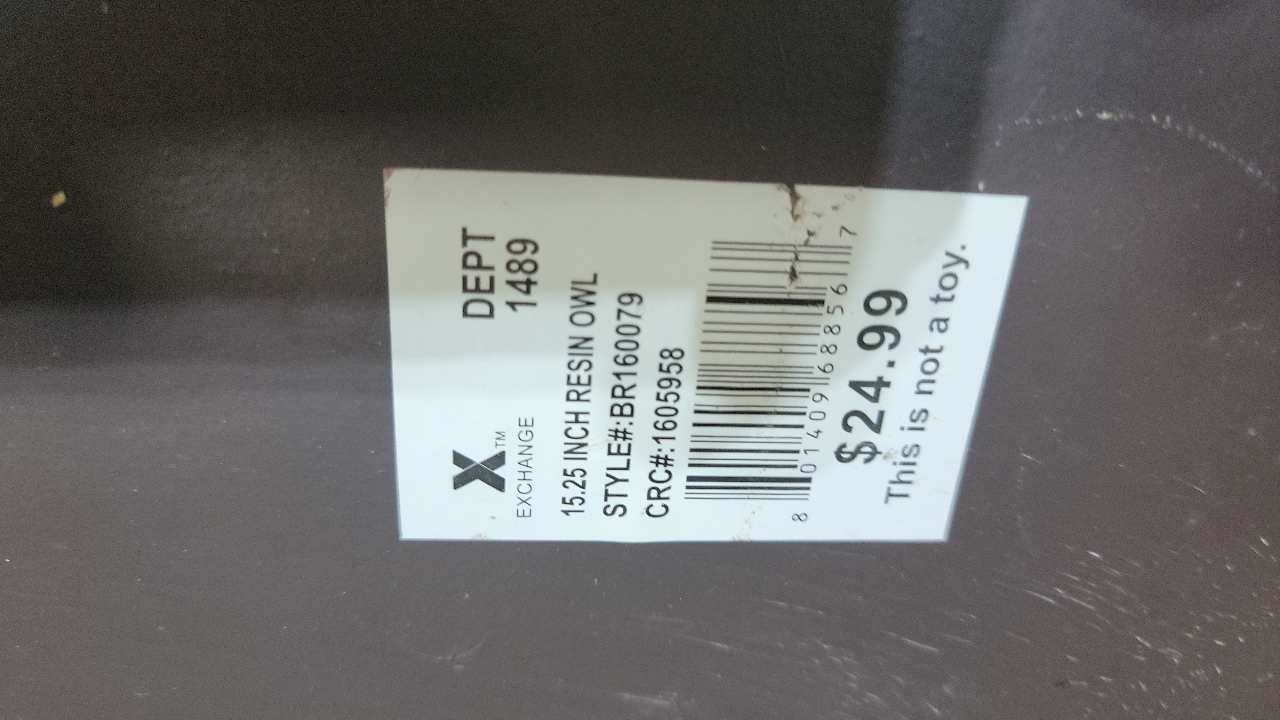 X™
EXCHANGE
DEPT
1489
15.25 INCH RESIN OWL
STYLE#:BR160079
CRC#:1605958
8 01409 68856 7
$24.99
This is not a toy.